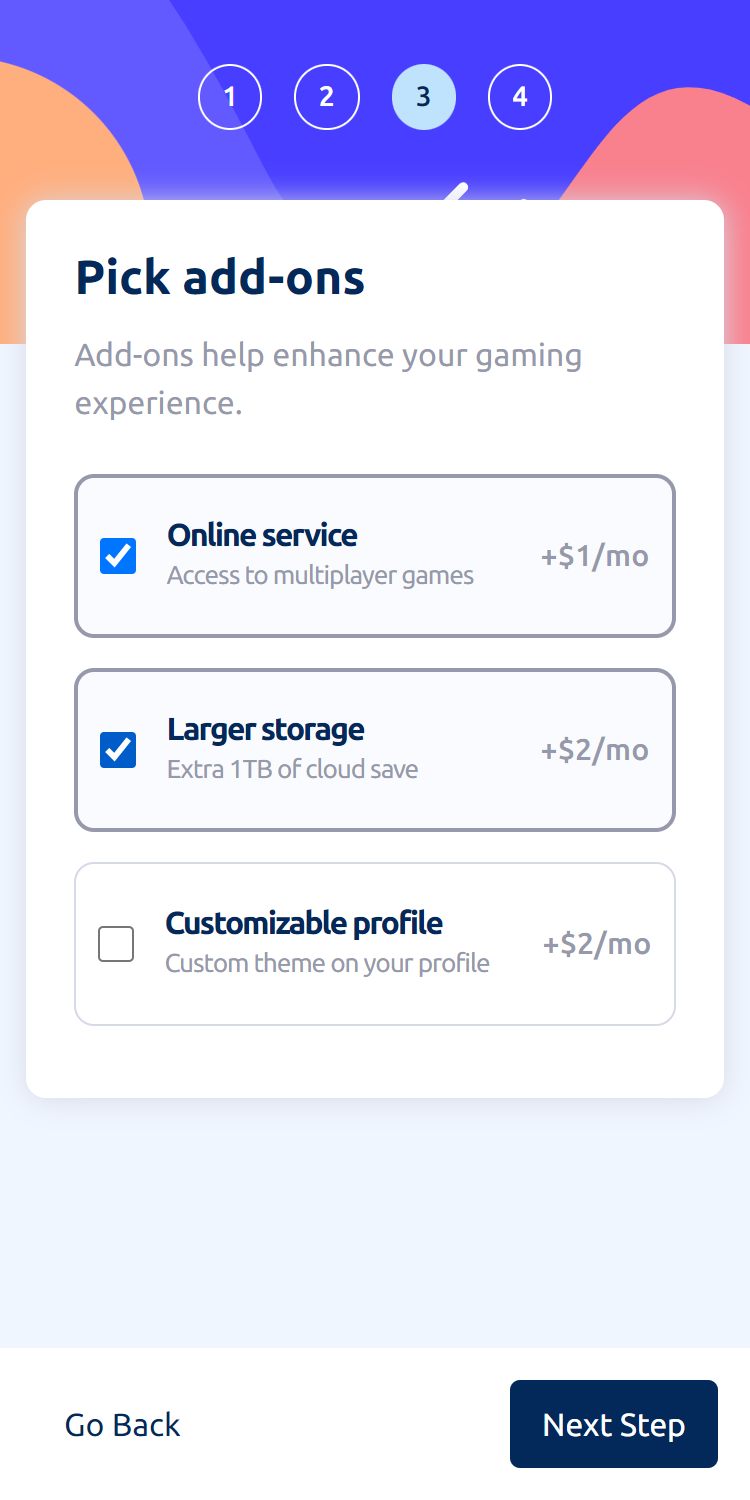 1 2 3 4
Pick add-ons
Add-ons help enhance your gaming
experience.
Online service
Access to multiplayer games
+$1/mo
Larger storage
Extra 1TB of cloud save
+$2/mo
Customizable profile
Custom theme on your profile
+$2/mo
Go Back
Next Step